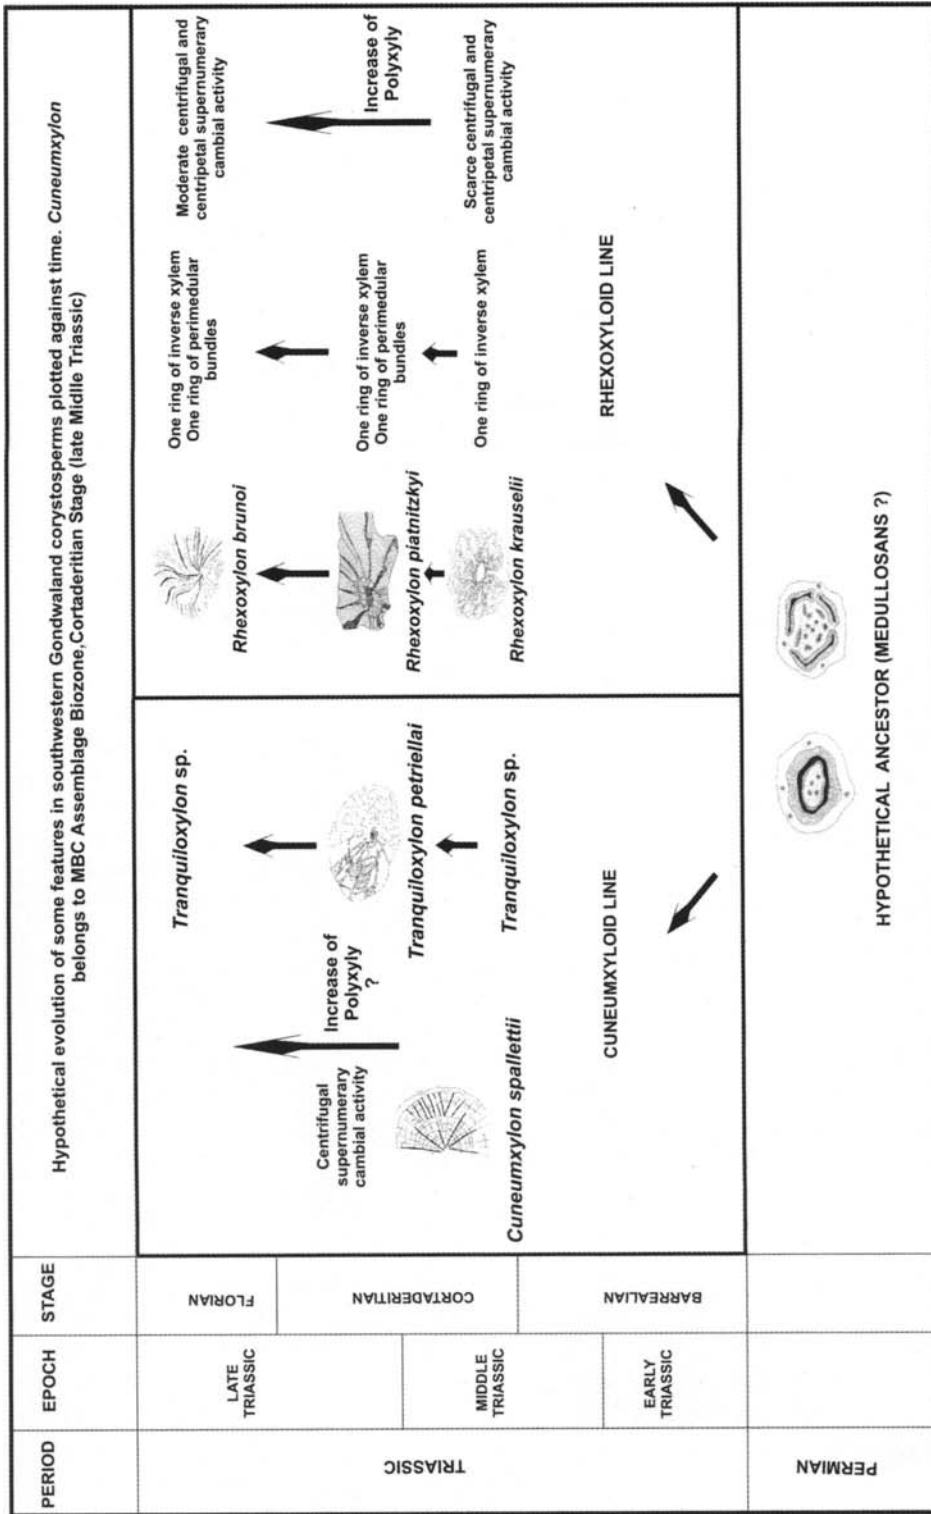 PERIOD
EPOCH
STAGE
Hypothetical evolution of some features in southwestern Gondwaland corystosperms plotted against time. Cuneumxylon
belongs to MBC Assemblage Biozone,Cortaderitian Stage (late Midlle Triassic)
TRIASSIC
LATE
TRIASSIC
MIDDLE
TRIASSIC
EARLY
TRIASSIC
FLORIAN
CORTADERITIAN
BARREALIAN
Centrifugal
supernumerary
cambial activity
Increase of
Polyxyly
?
Cuneumxylon spallettii
Tranquiloxylon sp.
Tranquiloxylon petriellai
Tranquiloxylon sp.
CUNEUMXYLOID LINE
Rhexoxylon brunoi
Rhexoxylon piatnitzkyi
Rhexoxylon krauselii
One ring of inverse xylem
One ring of perimedular
bundles
One ring of inverse xylem
One ring of perimedular
bundles
One ring of inverse xylem
Moderate centrifugal and
centripetal supernumerary
cambial activity
Increase of
Polyxyly
Scarce centrifugal and
centripetal supernumerary
cambial activity
RHEXOXYLOID LINE
PERMIAN
HYPOTHETICAL ANCESTOR (MEDULLOSANS ?)